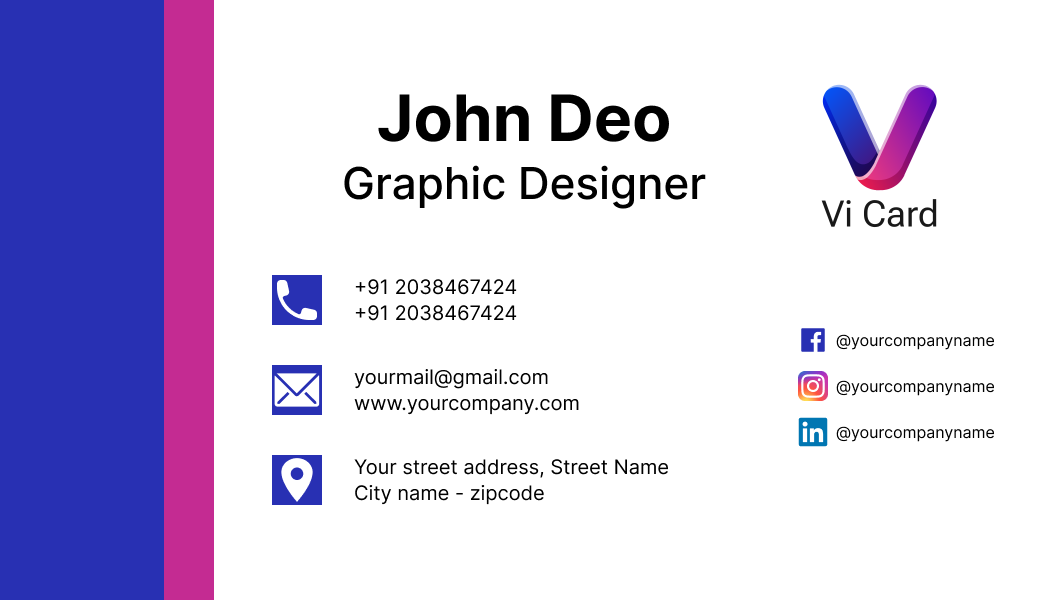 John Deo
Graphic Designer
Vi Card
+91 2038467424
+91 2038467424
yourmail@gmail.com
www.yourcompany.com
Your street address, Street Name
City name - zipcode
@yourcompanyname
@yourcompanyname
@yourcompanyname